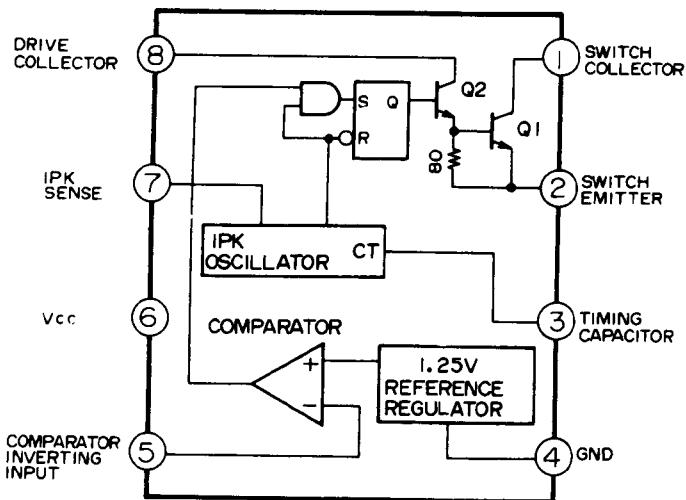 DRIVE
COLLECTOR
8
1
SWITCH
COLLECTOR
S Q
R
Q2
Q1
80
IPK
SENSE
7
2
SWITCH
EMITTER
IPK
OSCILLATOR
CT
Vcc
6
3
TIMING
CAPACITOR
COMPARATOR
+
−
1.25V
REFERENCE
REGULATOR
COMPARATOR
INVERTING
INPUT
5
4
GND